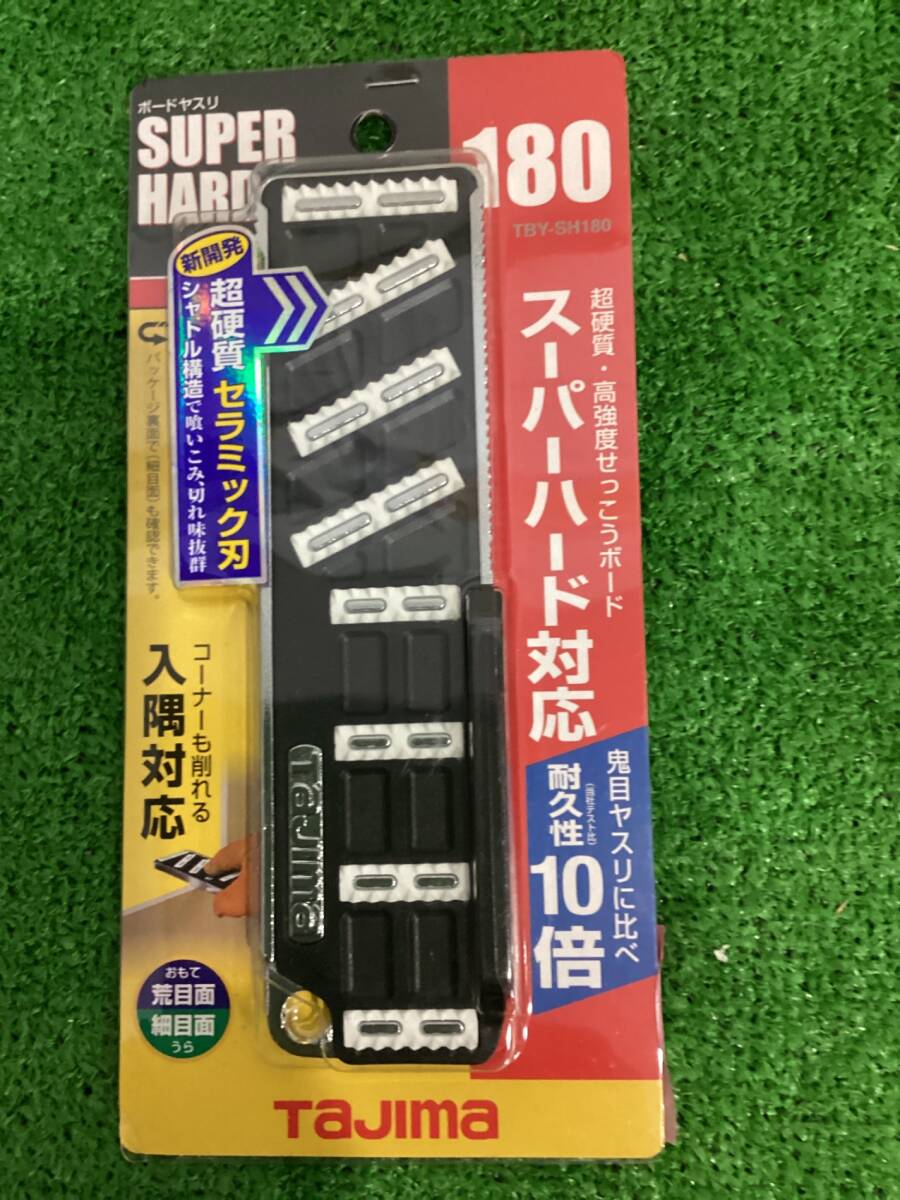 ボードヤスリ
SUPER
HARD
180
TBY-SH180
新開発
超硬質 セラミック刃
シャトル構造で喰いこみ、切れ味抜群
超硬質・高強度せっこうボード
スーパーハード対応
パッケージ裏面で（細目面）も確認できます。
コーナーも削れる
入隅対応
鬼目ヤスリに比べ
耐久性
（当社テスト比）
10倍
TaJima
おもて
荒目面
細目面
うら
TaJima